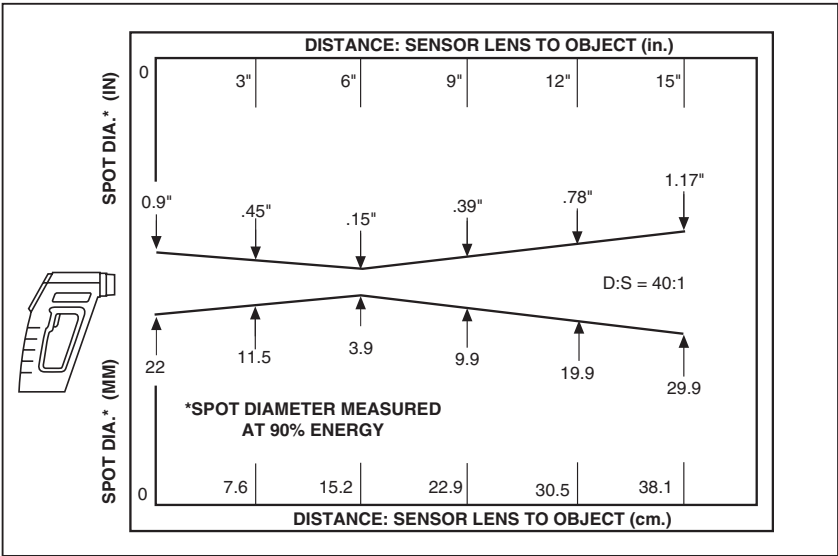 DISTANCE: SENSOR LENS TO OBJECT (in.)
0 3" 6" 9" 12" 15"
SPOT DIA.* (IN)
0.9" .45" .15" .39" .78" 1.17"
D:S = 40:1
22 11.5 3.9 9.9 19.9 29.9
SPOT DIA.* (MM)
*SPOT DIAMETER MEASURED
AT 90% ENERGY
0 7.6 15.2 22.9 30.5 38.1
DISTANCE: SENSOR LENS TO OBJECT (cm.)